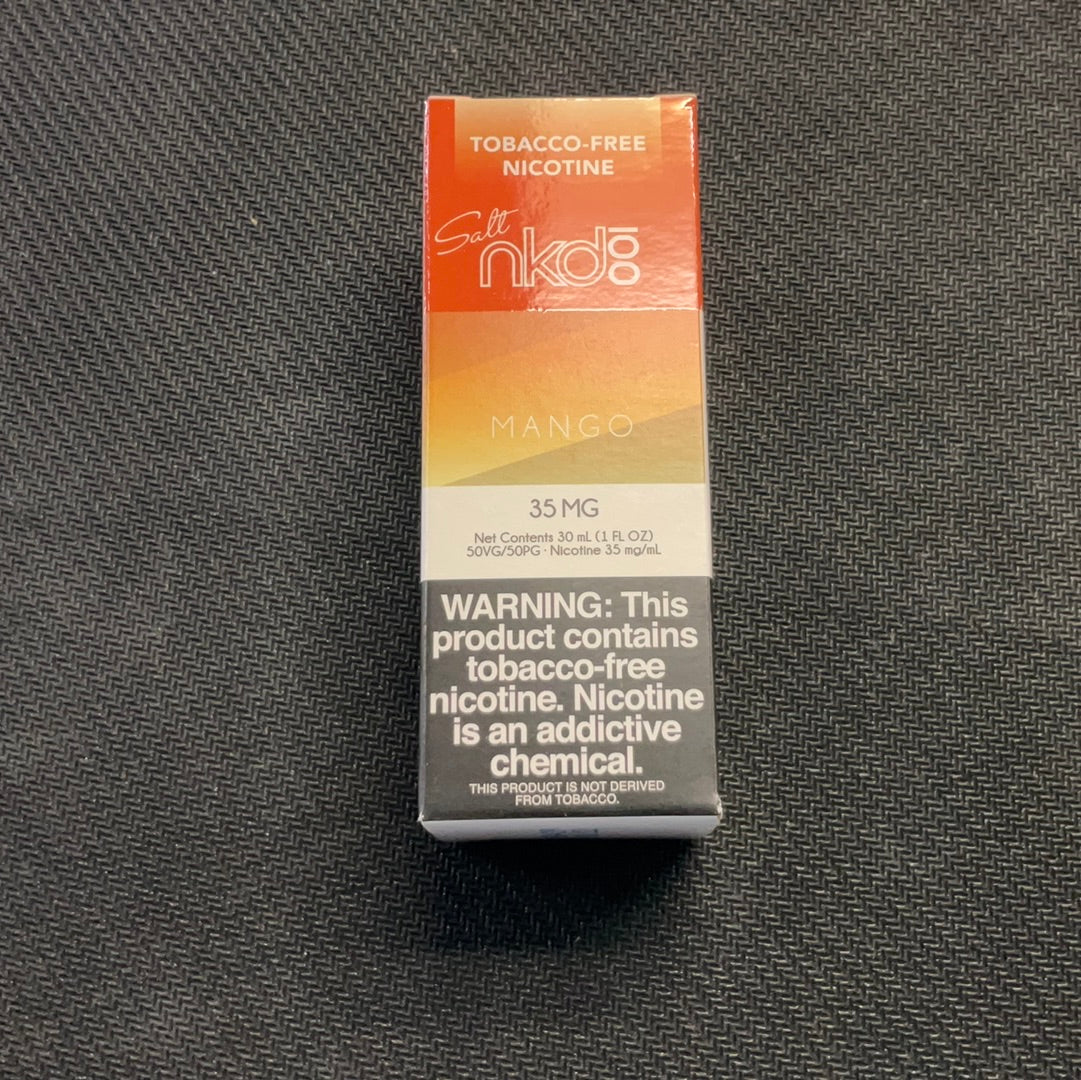 TOBACCO-FREE
NICOTINE
Salt
nkd100
MANGO
35 MG
Net Contents 30 mL (1 FL OZ)
50VG/50PG · Nicotine 35 mg/mL
WARNING: This
product contains
tobacco-free
nicotine. Nicotine
is an addictive
chemical.
THIS PRODUCT IS NOT DERIVED
FROM TOBACCO.